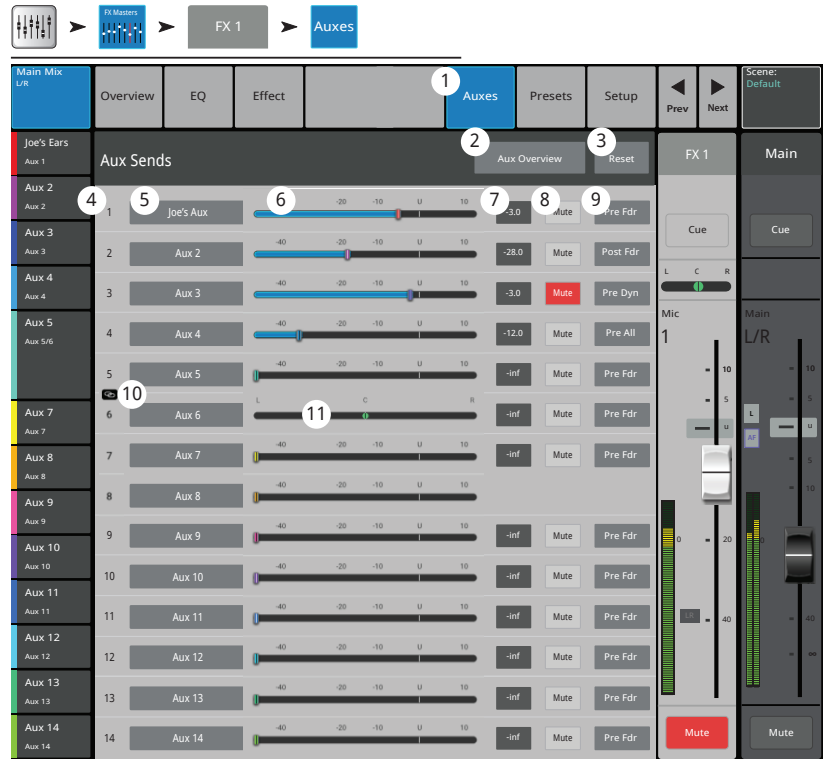 FX Masters
FX 1
Auxes
Main Mix
L/R
Overview
EQ
Effect
1
Auxes
Presets
Setup
Prev
Next
Scene:
Default
Joe's Ears
Aux 1
Aux 2
Aux 2
Aux 3
Aux 3
Aux 4
Aux 4
Aux 5
Aux 5/6
Aux 7
Aux 7
Aux 8
Aux 8
Aux 9
Aux 9
Aux 10
Aux 10
Aux 11
Aux 11
Aux 12
Aux 12
Aux 13
Aux 13
Aux 14
Aux 14
Aux Sends
2
Aux Overview
3
Reset
4
1
5
Joe's Aux
6
-20 -10 U 10
7
-3.0
8
Mute
9
Pre Fdr
2
Aux 2
-40 -20 -10 U 10
-28.0
Mute
Post Fdr
3
Aux 3
-40 -20 -10 U 10
-3.0
Mute
Pre Dyn
4
Aux 4
-40 -20 -10 U 10
-12.0
Mute
Pre All
5
Aux 5
-40 -20 -10 U 10
-inf
Mute
Pre Fdr
10
6
Aux 6
L C R
11
-inf
Mute
Pre Fdr
7
Aux 7
-40 -20 -10 U 10
-inf
Mute
Pre Fdr
8
Aux 8
-40 -20 -10 U 10
9
Aux 9
-40 -20 -10 U 10
-inf
Mute
Pre Fdr
10
Aux 10
-40 -20 -10 U 10
-inf
Mute
Pre Fdr
11
Aux 11
-40 -20 -10 U 10
-inf
Mute
Pre Fdr
12
Aux 12
-40 -20 -10 U 10
-inf
Mute
Pre Fdr
13
Aux 13
-40 -20 -10 U 10
-inf
Mute
Pre Fdr
14
Aux 14
-40 -20 -10 U 10
-inf
Mute
Pre Fdr
FX 1
Cue
L C R
Mic
1
10
5
U
0
20
LR
40
Mute
Main
Cue
Main
L/R
10
5
L
U
AF
5
10
0
40
∞
Mute